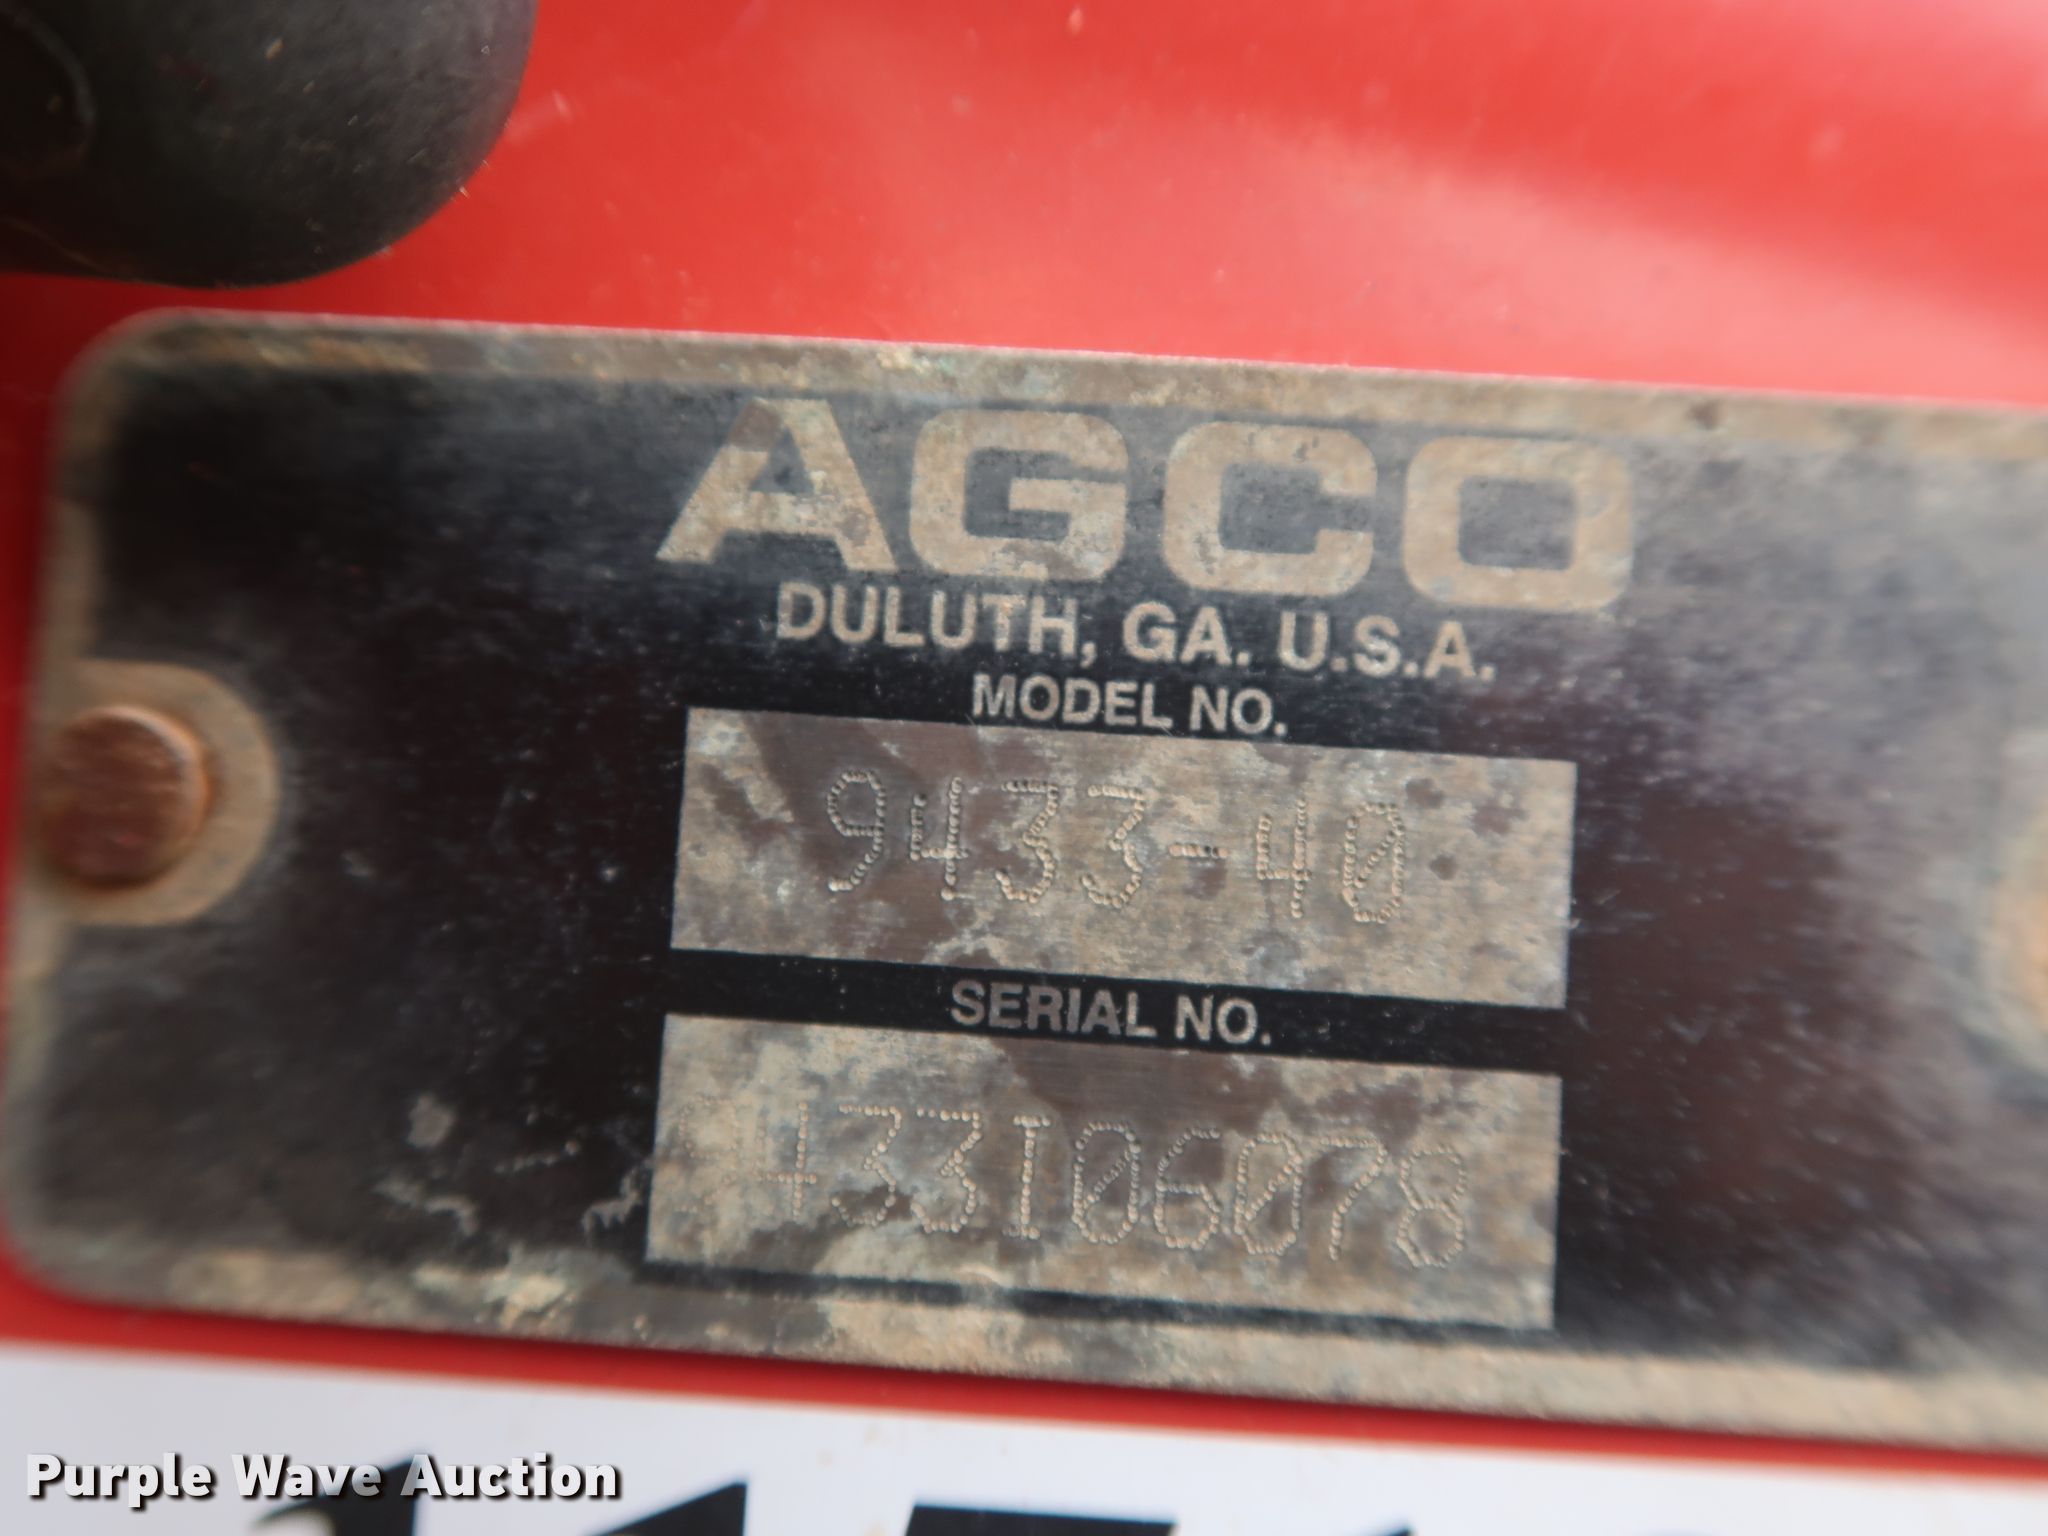 AGCO
DULUTH, GA. U.S.A.
MODEL NO.
9433-40
SERIAL NO.
9433I06078
Purple Wave Auction